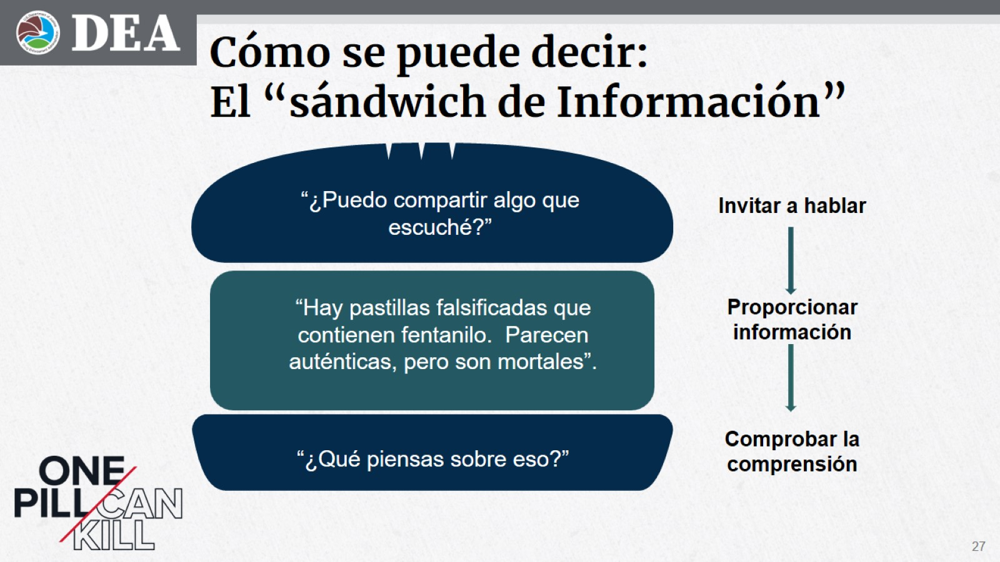 DEA
Cómo se puede decir:
El “sándwich de Información”
“¿Puedo compartir algo que
escuché?”
Invitar a hablar
“Hay pastillas falsificadas que
contienen fentanilo.  Parecen
auténticas, pero son mortales”.
Proporcionar
información
“¿Qué piensas sobre eso?”
Comprobar la
comprensión
ONE
PILL CAN
KILL
27